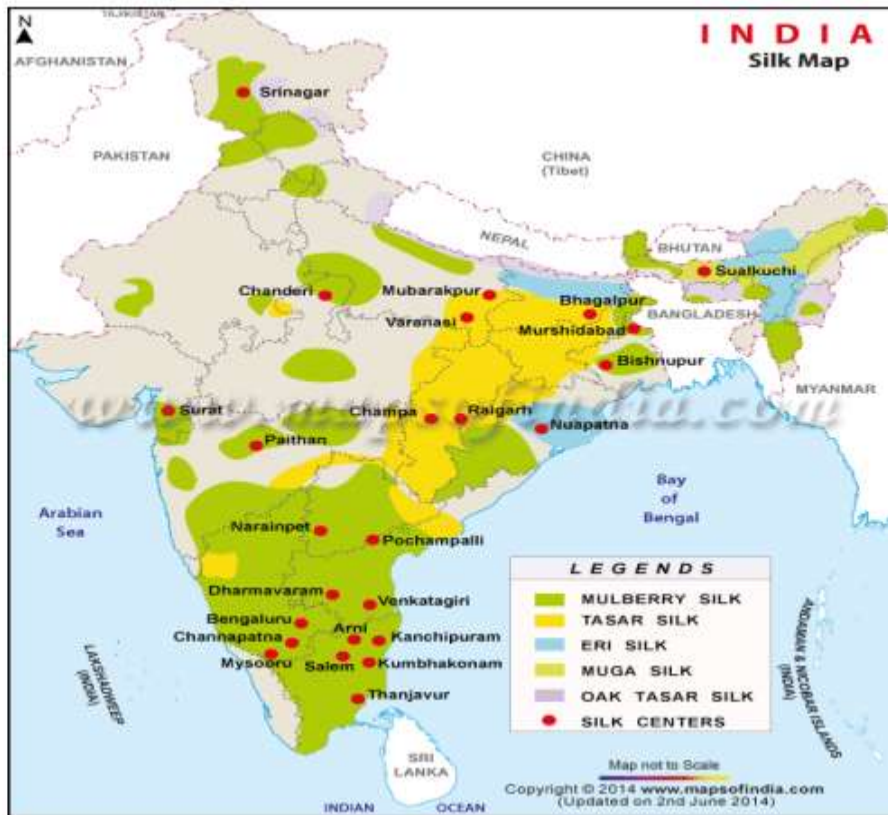 TAJIKISTAN
N
I N D I A
Silk Map
AFGHANISTAN
Srinagar
PAKISTAN
CHINA
(Tibet)
NEPAL
BHUTAN
Sualkuchi
Chanderi
Mubarakpur
Bhagalpur
Varanasi
BANGLADESH
Murshidabad
Bishnupur
MYANMAR
www.mapsofindia.com
Surat
Champa
Raigarh
Nuapatna
Paithan
Arabian
Sea
Bay
of
Bengal
Narainpet
Pochampalli
Dharmavaram
Venkatagiri
Bengaluru
Arni
Channapatna
Kanchipuram
Mysooru
Salem
Kumbhakonam
Thanjavur
LAKSHADWEEP
(INDIA)
ANDAMAN & NICOBAR ISLANDS
(INDIA)
LEGENDS
MULBERRY SILK
TASAR SILK
ERI SILK
MUGA SILK
OAK TASAR SILK
SILK CENTERS
SRI
LANKA
Map not to Scale
Copyright © 2014 www.mapsofindia.com
(Updated on 2nd June 2014)
INDIAN OCEAN